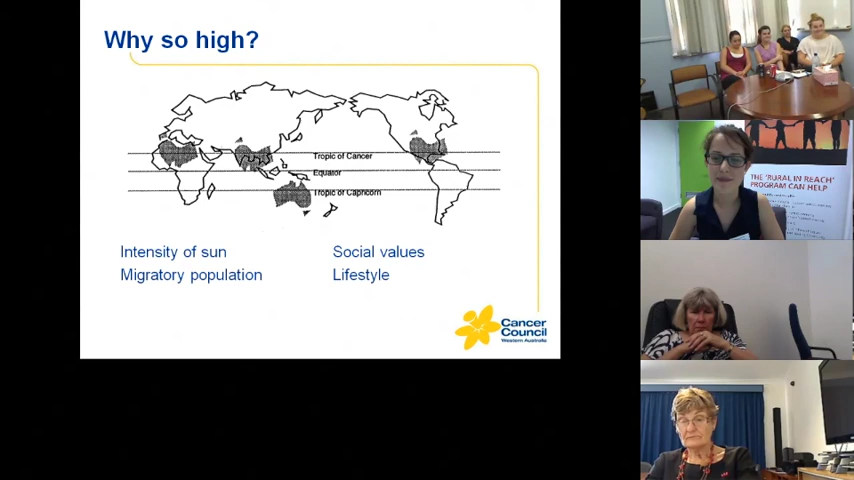 Why so high?
Tropic of Cancer
Equator
Tropic of Capricorn
Intensity of sun
Social values
Migratory population
Lifestyle
Cancer
Council
Western Australia
THE 'RURAL IN REACH'
PROGRAM CAN HELP